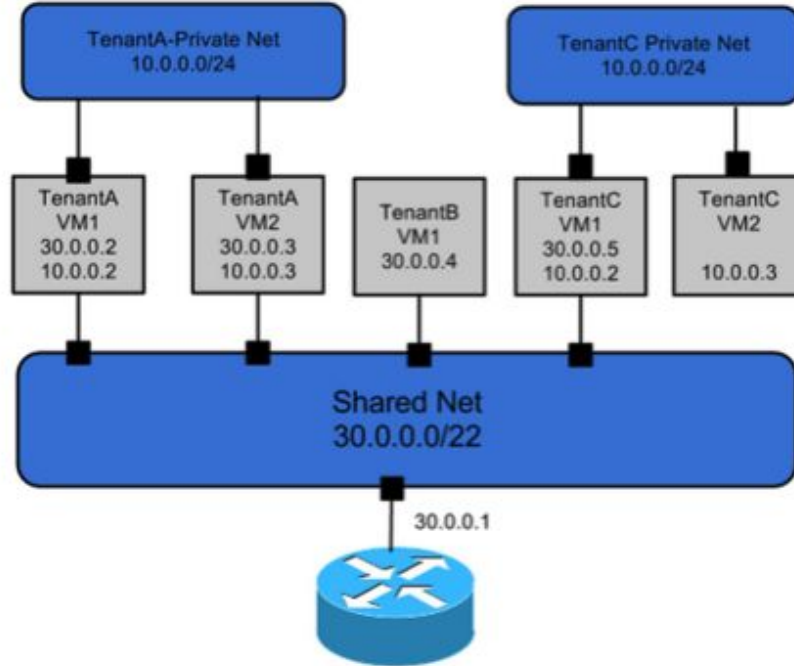 TenantA-Private Net
10.0.0.0/24
TenantC Private Net
10.0.0.0/24
TenantA
VM1
30.0.0.2
10.0.0.2
TenantA
VM2
30.0.0.3
10.0.0.3
TenantB
VM1
30.0.0.4
TenantC
VM1
30.0.0.5
10.0.0.2
TenantC
VM2
10.0.0.3
Shared Net
30.0.0.0/22
30.0.0.1